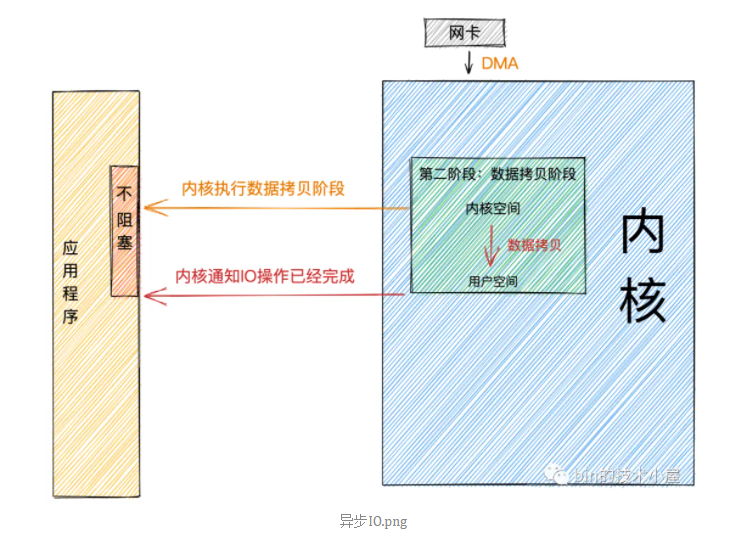 网卡
DMA
第二阶段：数据拷贝阶段
不阻塞
内核执行数据拷贝阶段
内核空间
内核
应用程序
数据拷贝
内核通知IO操作已经完成
用户空间
bin的技术小屋
异步IO.png